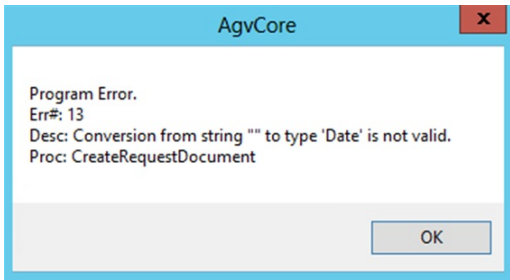 AgvCore
x
Program Error.
Err#: 13
Desc: Conversion from string "" to type 'Date' is not valid.
Proc: CreateRequestDocument
OK